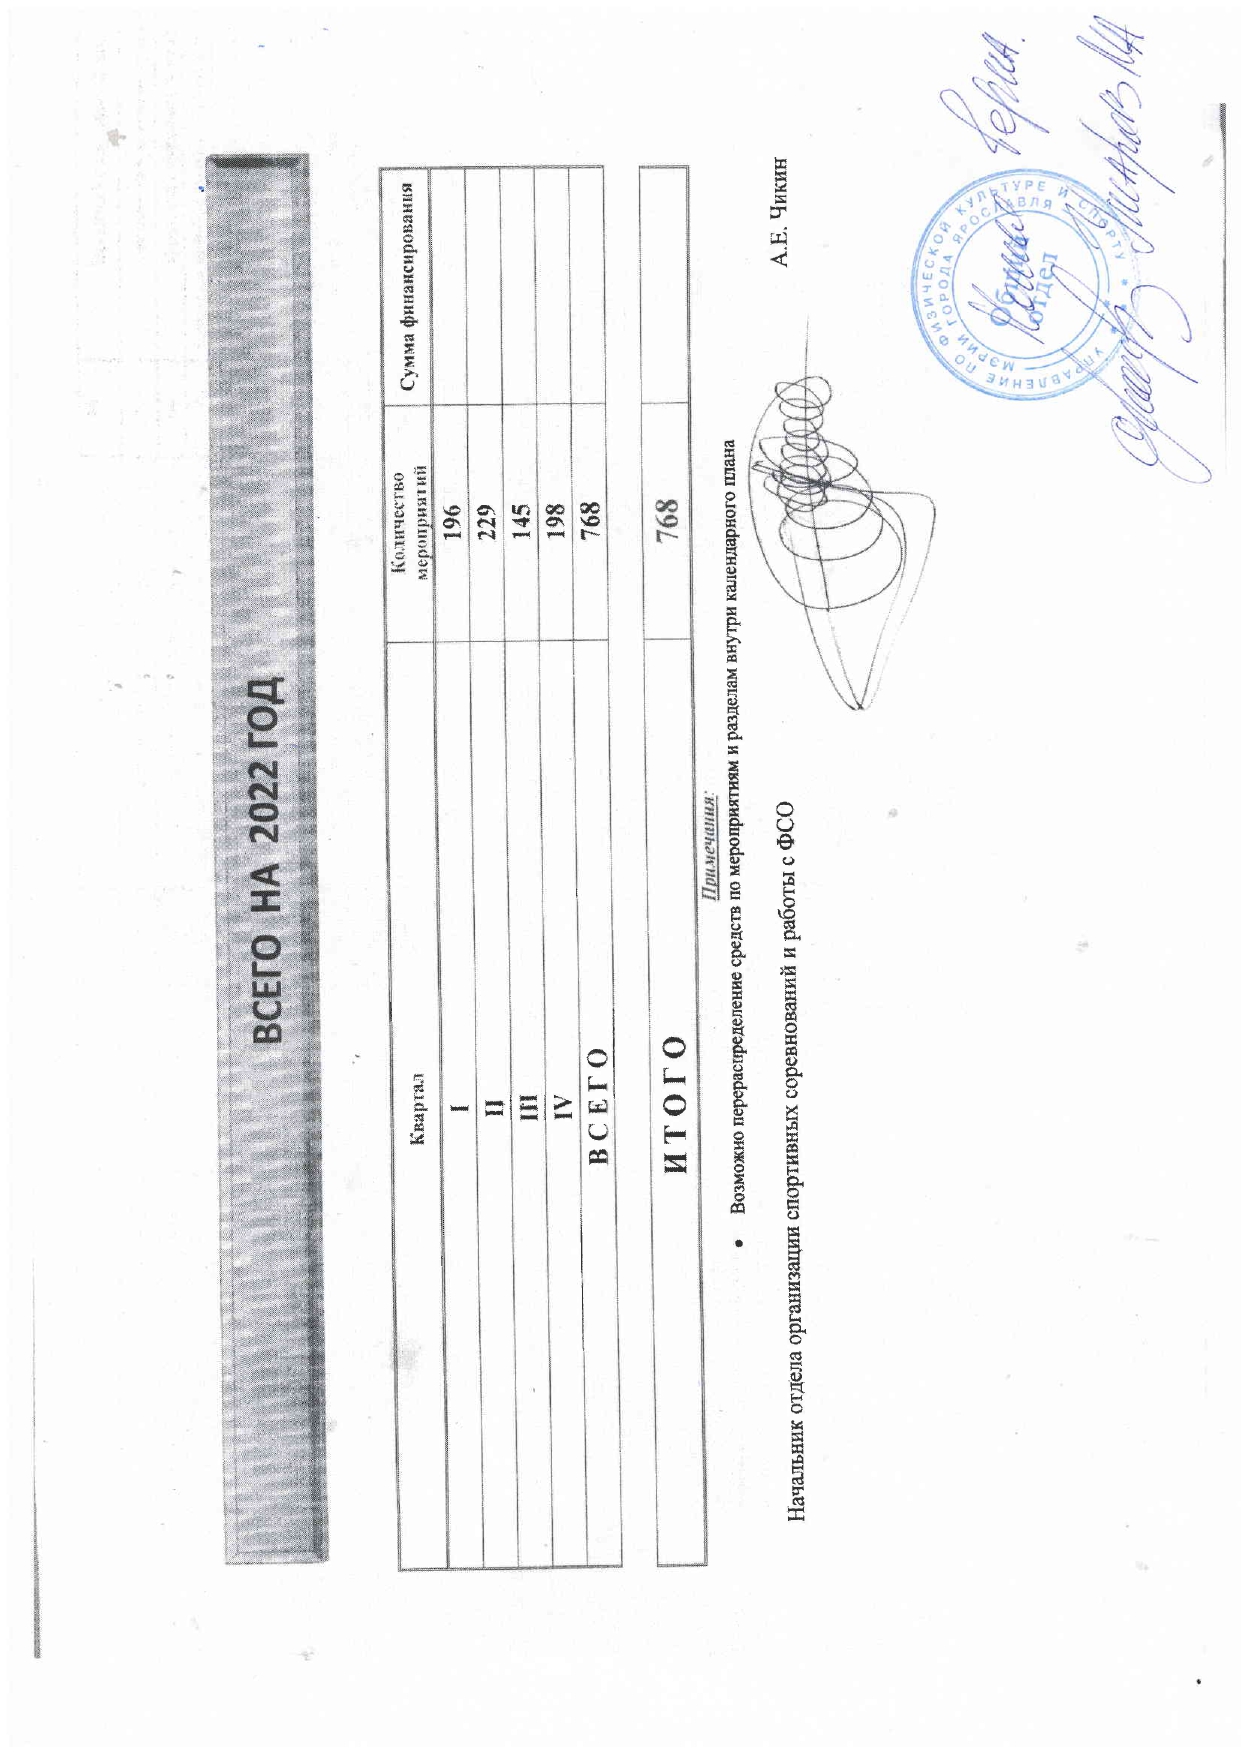 ВСЕГО НА 2022 ГОД
Квартал Количество мероприятий Сумма финансирования
I 196
II 229
III 145
IV 198
В С Е Г О 768
И Т О Г О 768
Примечания:
• Возможно перераспределение средств по мероприятиям и разделам внутри календарного плана
Начальник отдела организации спортивных соревнований и работы с ФСО А.Е. Чикин
УПРАВЛЕНИЕ ПО ФИЗИЧЕСКОЙ КУЛЬТУРЕ И СПОРТУ
МЭРИИ ГОРОДА ЯРОСЛАВЛЯ
Общий
отдел